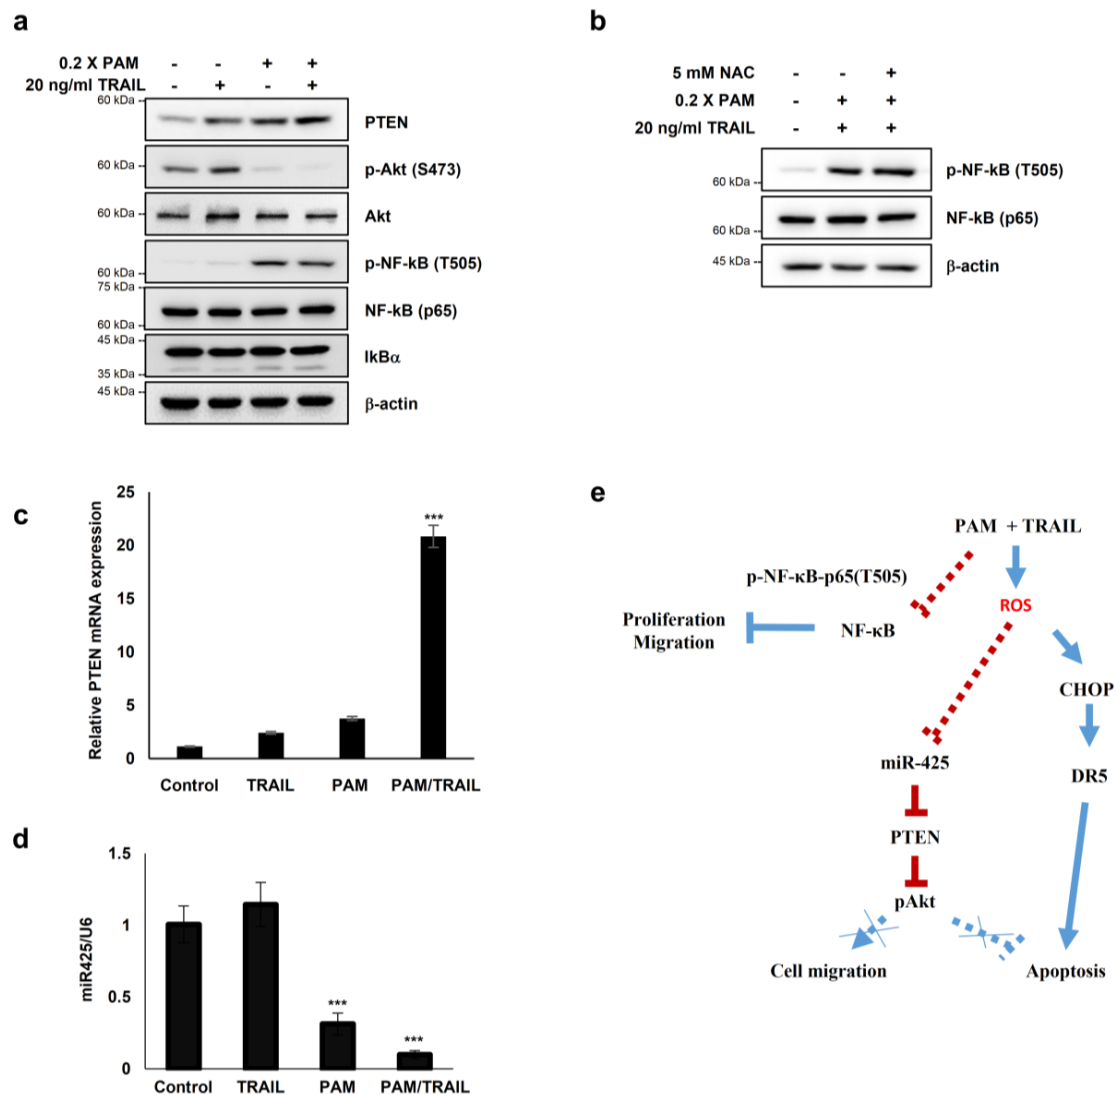 a
0.2 X PAM - - + +
20 ng/ml TRAIL - + - +
60 kDa
PTEN
60 kDa
p-Akt (S473)
60 kDa
Akt
60 kDa
p-NF-kB (T505)
75 kDa
60 kDa
NF-kB (p65)
45 kDa
35 kDa
IkBα
45 kDa
β-actin
b
5 mM NAC - - +
0.2 X PAM - + +
20 ng/ml TRAIL - + +
60 kDa
p-NF-kB (T505)
60 kDa
NF-kB (p65)
45 kDa
β-actin
c
Relative PTEN mRNA expression
25
20
15
10
5
0
***
Control TRAIL PAM PAM/TRAIL
d
miR425/U6
1.5
1
0.5
0
***
***
Control TRAIL PAM PAM/TRAIL
e
PAM + TRAIL
p-NF-κB-p65(T505)
ROS
Proliferation
Migration
NF-κB
CHOP
miR-425
DR5
PTEN
pAkt
Cell migration
Apoptosis